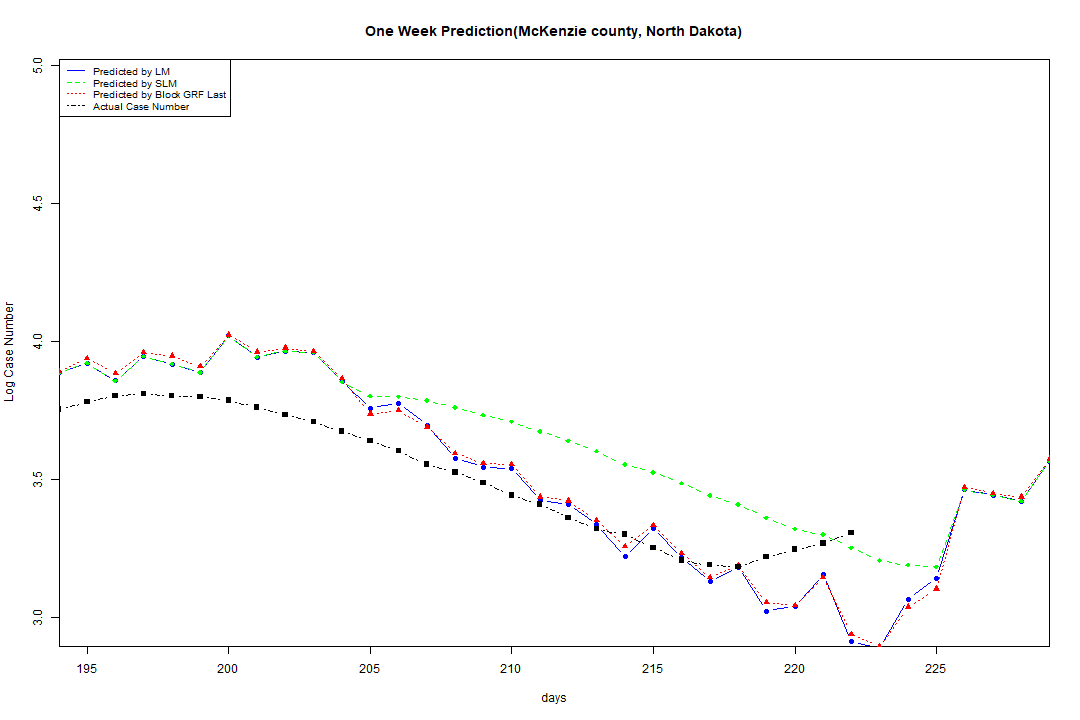 One Week Prediction(McKenzie county, North Dakota)
Predicted by LM
Predicted by SLM
Predicted by Block GRF Last
Actual Case Number
Log Case Number
5.0
4.5
4.0
3.5
3.0
195 200 205 210 215 220 225
days